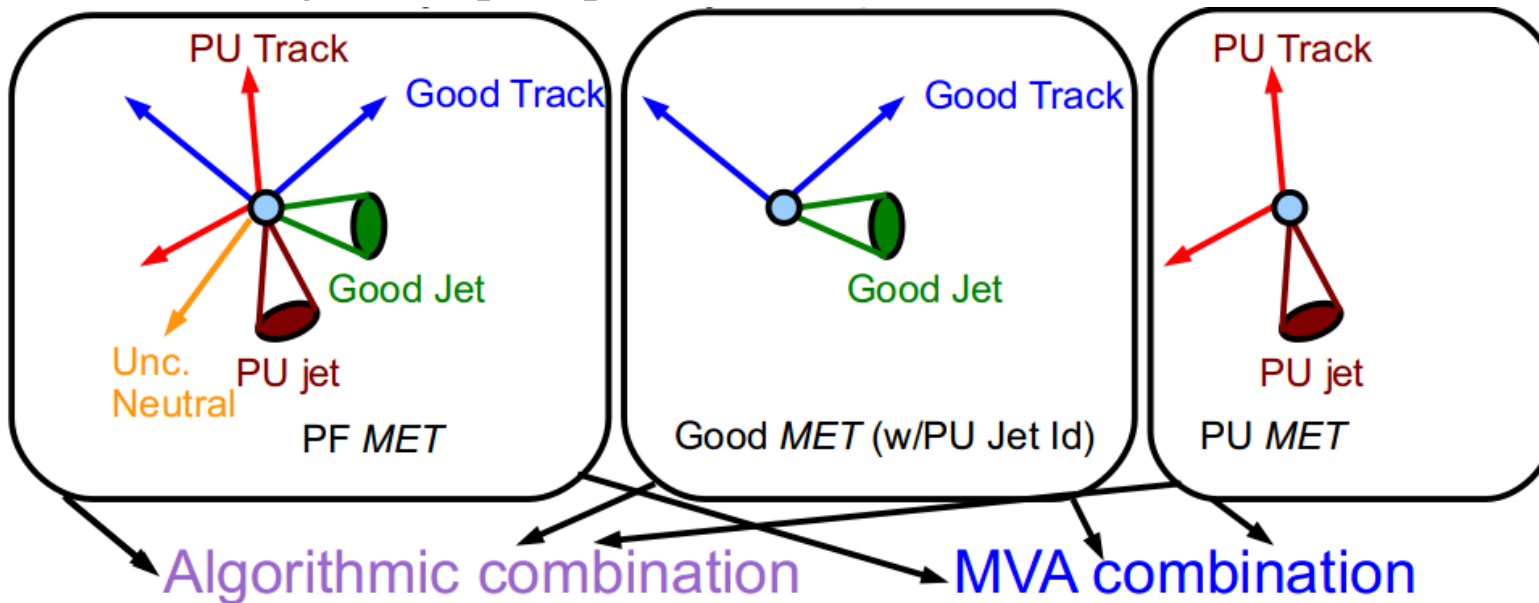 PU Track
Good Track
Good Jet
Unc.
Neutral
PU jet
PF MET
Good Track
Good Jet
Good MET (w/PU Jet Id)
PU Track
PU jet
PU MET
Algorithmic combination
MVA combination